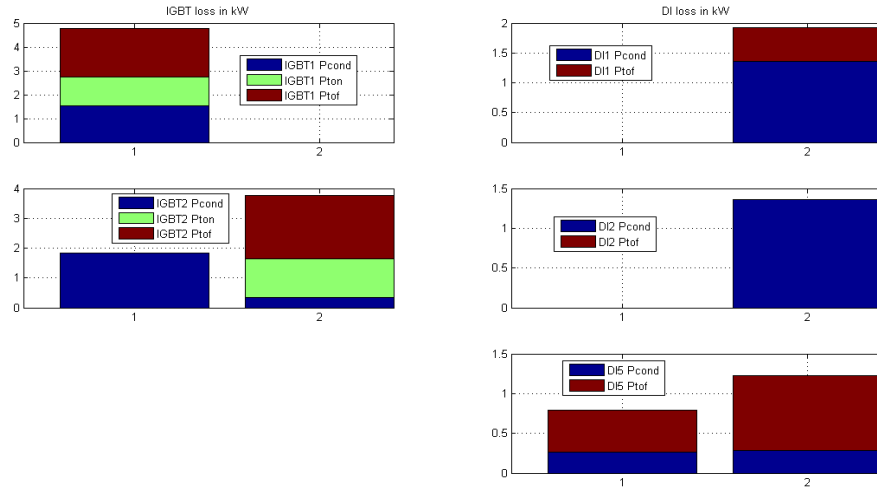 IGBT loss in kW
5
4
3
2
1
0
IGBT1 Pcond
IGBT1 Pton
IGBT1 Ptof
1
2
DI loss in kW
2
1.5
1
0.5
0
DI1 Pcond
DI1 Ptof
1
2
4
3
2
1
0
IGBT2 Pcond
IGBT2 Pton
IGBT2 Ptof
1
2
1.5
1
0.5
0
DI2 Pcond
DI2 Ptof
1
2
1.5
1
0.5
0
DI5 Pcond
DI5 Ptof
1
2